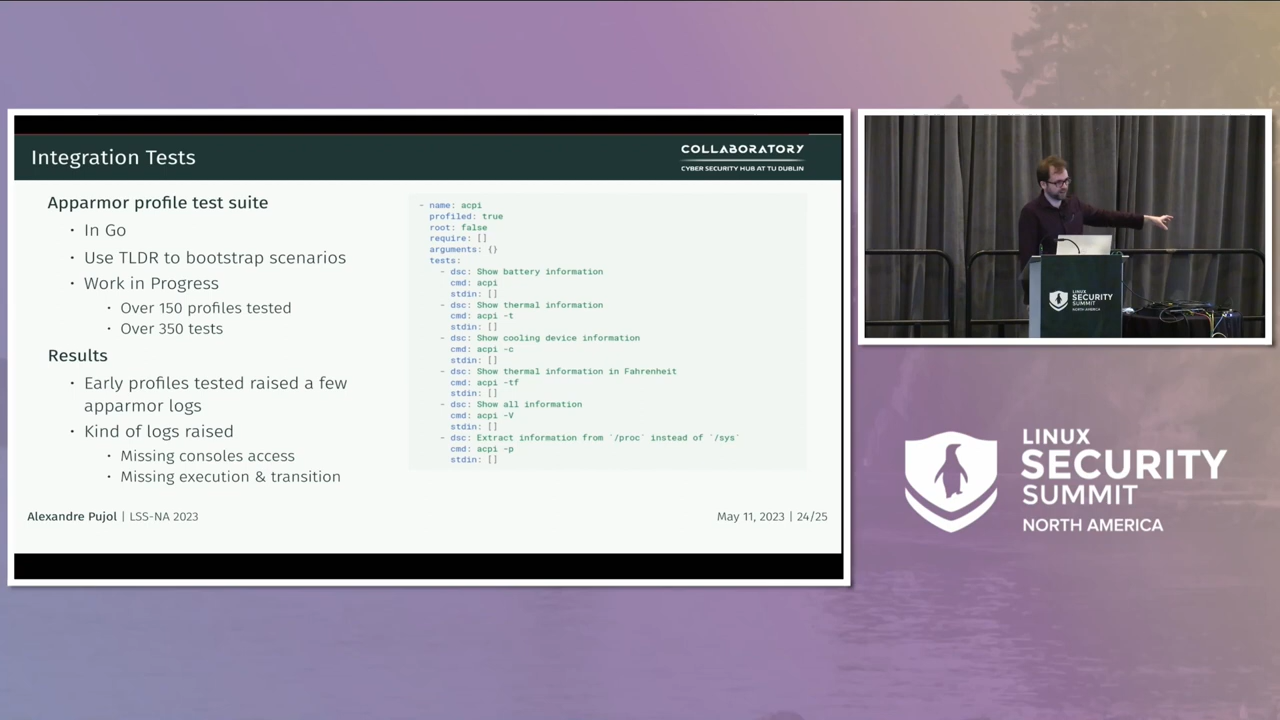 Integration Tests
COLLABORATORY
CYBER SECURITY HUB AT TU DUBLIN
Apparmor profile test suite
· In Go
· Use TLDR to bootstrap scenarios
· Work in Progress
· Over 150 profiles tested
· Over 350 tests
Results
· Early profiles tested raised a few
apparmor logs
· Kind of logs raised
· Missing consoles access
· Missing execution & transition
- name: acpi
profiled: true
root: false
require: []
arguments: {}
tests:
- dsc: Show battery information
cmd: acpi
stdin: []
- dsc: Show thermal information
cmd: acpi -t
stdin: []
- dsc: Show cooling device information
cmd: acpi -c
stdin: []
- dsc: Show thermal information in Fahrenheit
cmd: acpi -tf
stdin: []
- dsc: Show all information
cmd: acpi -V
stdin: []
- dsc: Extract information from `/proc` instead of `/sys`
cmd: acpi -p
stdin: []
Alexandre Pujol | LSS-NA 2023
May 11, 2023 | 24/25
LINUX
SECURITY
SUMMIT
NORTH AMERICA
LINUX
SECURITY
SUMMIT
NORTH AMERICA